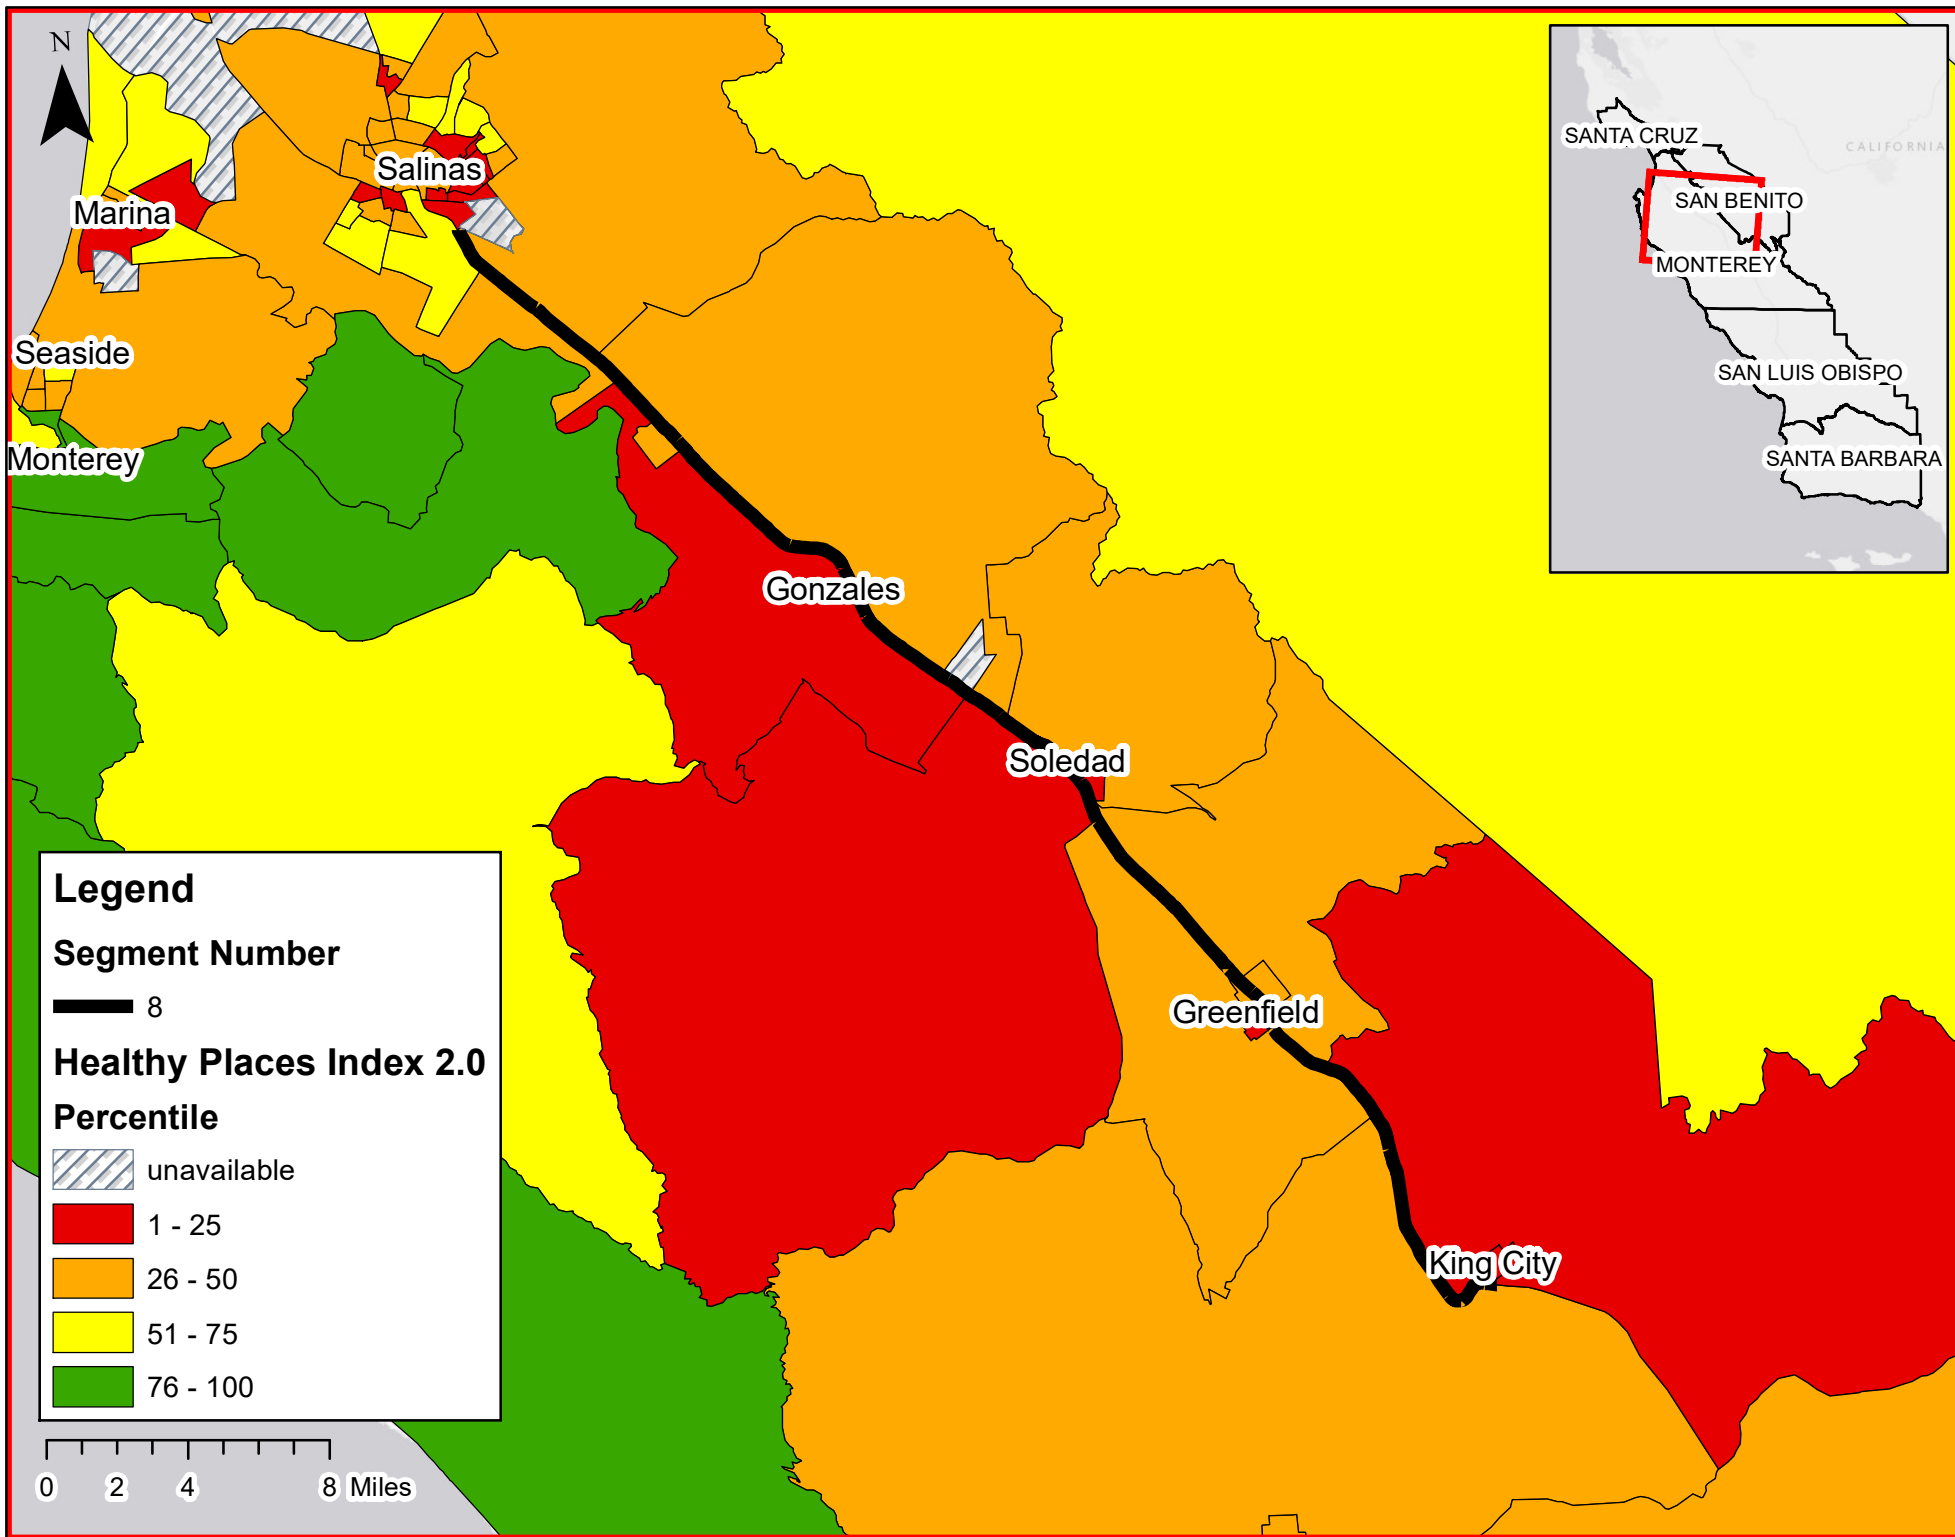 N
Salinas
Marina
Seaside
Monterey
Gonzales
Soledad
Greenfield
King City
SANTA CRUZ
CALIFORNIA
SAN BENITO
MONTEREY
SAN LUIS OBISPO
SANTA BARBARA
Legend
Segment Number
8
Healthy Places Index 2.0
Percentile
unavailable
1 - 25
26 - 50
51 - 75
76 - 100
0 2 4 8 Miles